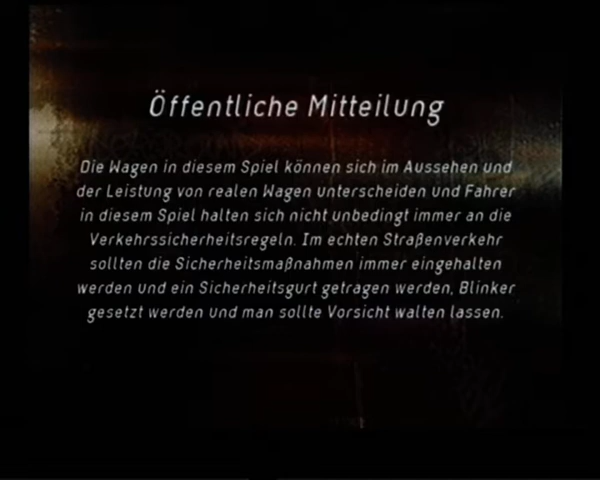 Öffentliche Mitteilung
Die Wagen in diesem Spiel können sich im Aussehen und
der Leistung von realen Wagen unterscheiden und Fahrer
in diesem Spiel halten sich nicht unbedingt immer an die
Verkehrssicherheitsregeln. Im echten Straßenverkehr
sollten die Sicherheitsmaßnahmen immer eingehalten
werden und ein Sicherheitsgurt getragen werden, Blinker
gesetzt werden und man sollte Vorsicht walten lassen.